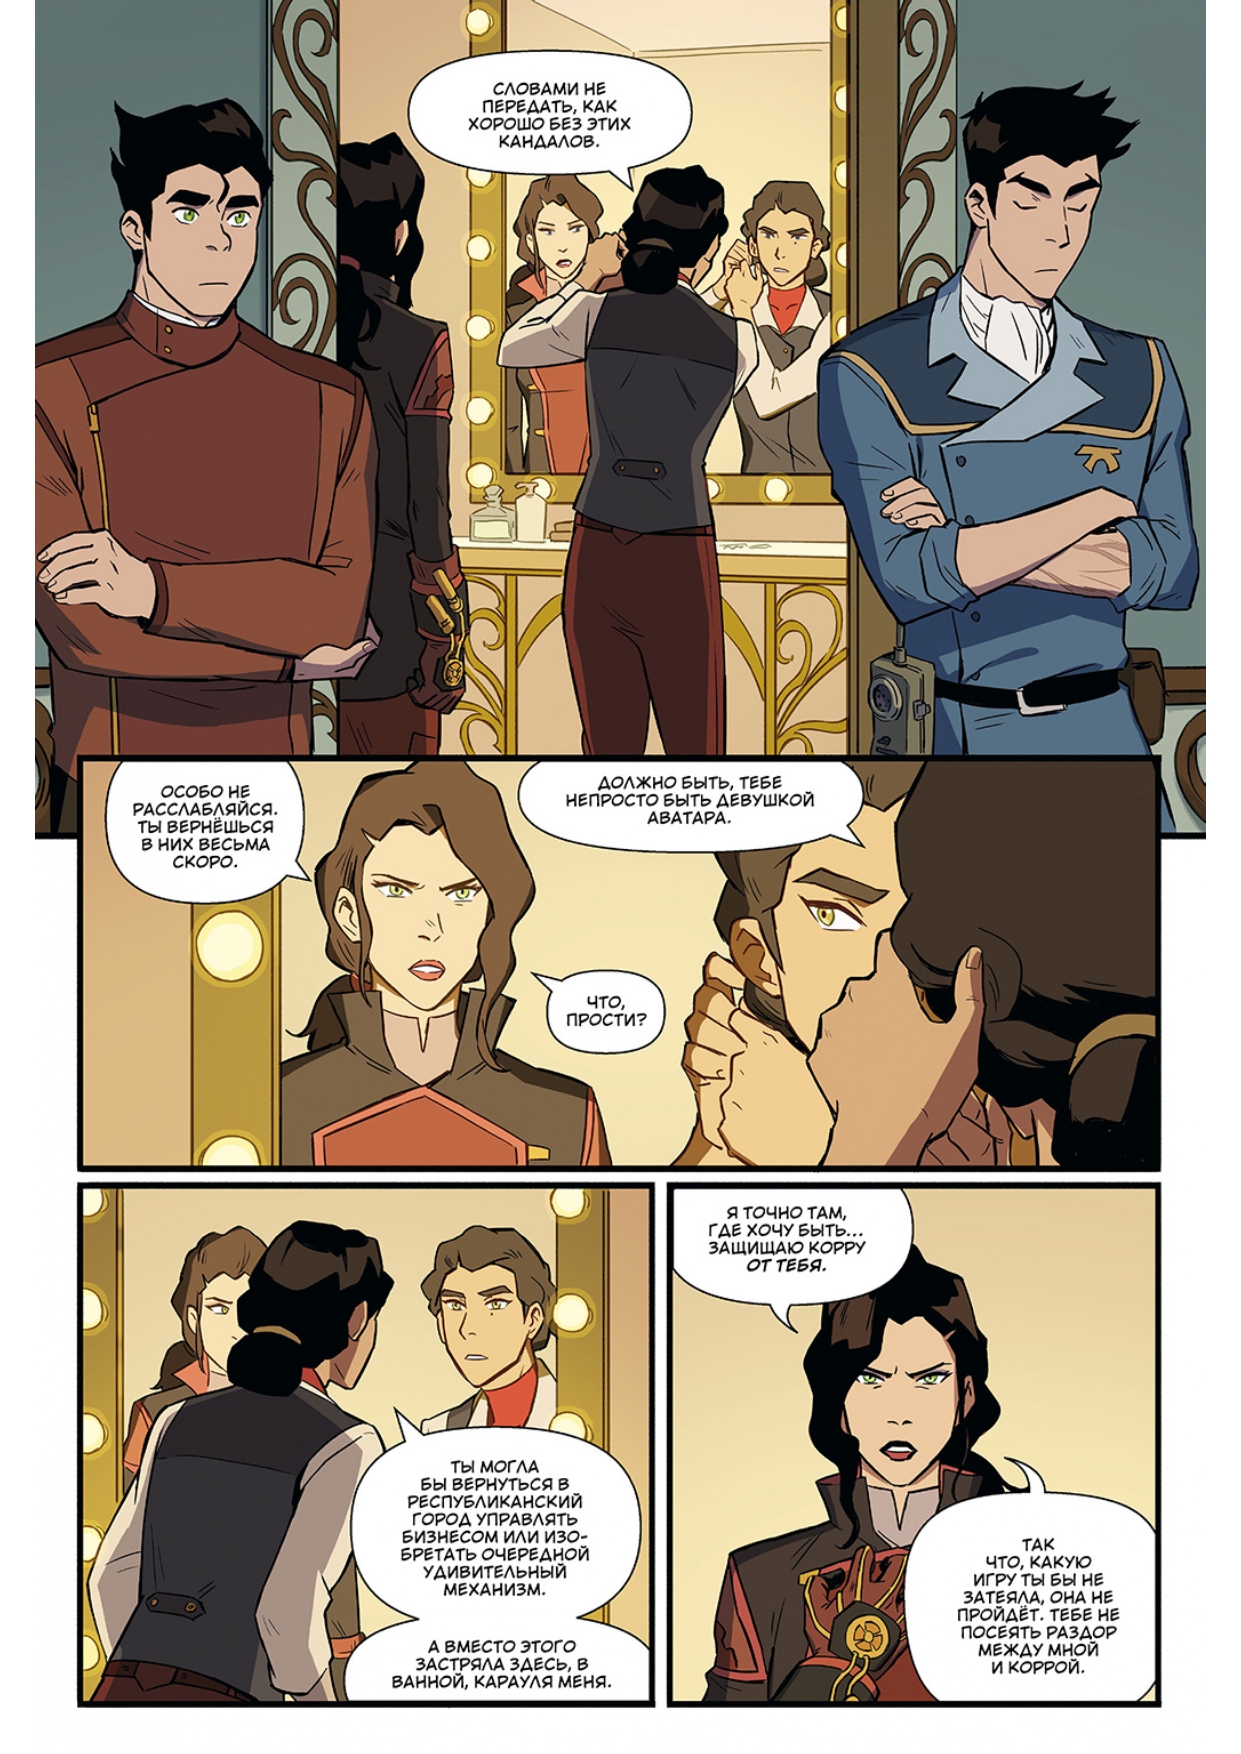 СЛОВАМИ НЕ
ПЕРЕДАТЬ, КАК
ХОРОШО БЕЗ ЭТИХ
КАНДАЛОВ.
ОСОБО НЕ
РАССЛАБЛЯЙСЯ.
ТЫ ВЕРНЁШЬСЯ
В НИХ ВЕСЬМА
СКОРО.
ДОЛЖНО БЫТЬ, ТЕБЕ
НЕПРОСТО БЫТЬ ДЕВУШКОЙ
АВАТАРА.
ЧТО,
ПРОСТИ?
ТЫ МОГЛА
БЫ ВЕРНУТЬСЯ В
РЕСПУБЛИКАНСКИЙ
ГОРОД УПРАВЛЯТЬ
БИЗНЕСОМ ИЛИ ИЗО-
БРЕТАТЬ ОЧЕРЕДНОЙ
УДИВИТЕЛЬНЫЙ
МЕХАНИЗМ.
А ВМЕСТО ЭТОГО
ЗАСТРЯЛА ЗДЕСЬ, В
ВАННОЙ, КАРАУЛЯ МЕНЯ.
Я ТОЧНО ТАМ,
ГДЕ ХОЧУ БЫТЬ...
ЗАЩИЩАЮ КОРРУ
ОТ ТЕБЯ.
ТАК
ЧТО, КАКУЮ
ИГРУ ТЫ БЫ НЕ
ЗАТЕЯЛА, ОНА НЕ
ПРОЙДЁТ. ТЕБЕ НЕ
ПОСЕЯТЬ РАЗДОР
МЕЖДУ МНОЙ
И КОРРОЙ.